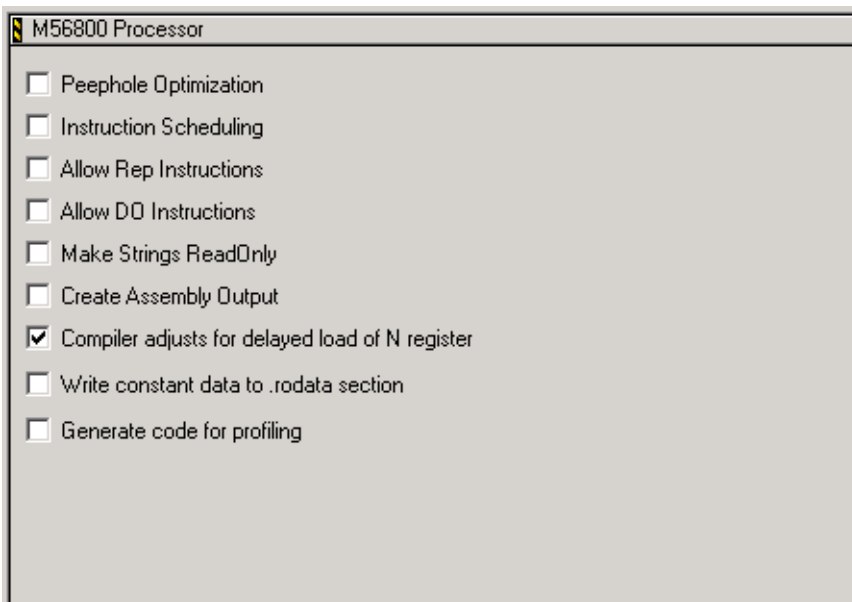 M56800 Processor
Peephole Optimization
Instruction Scheduling
Allow Rep Instructions
Allow DO Instructions
Make Strings ReadOnly
Create Assembly Output
Compiler adjusts for delayed load of N register
Write constant data to .rodata section
Generate code for profiling